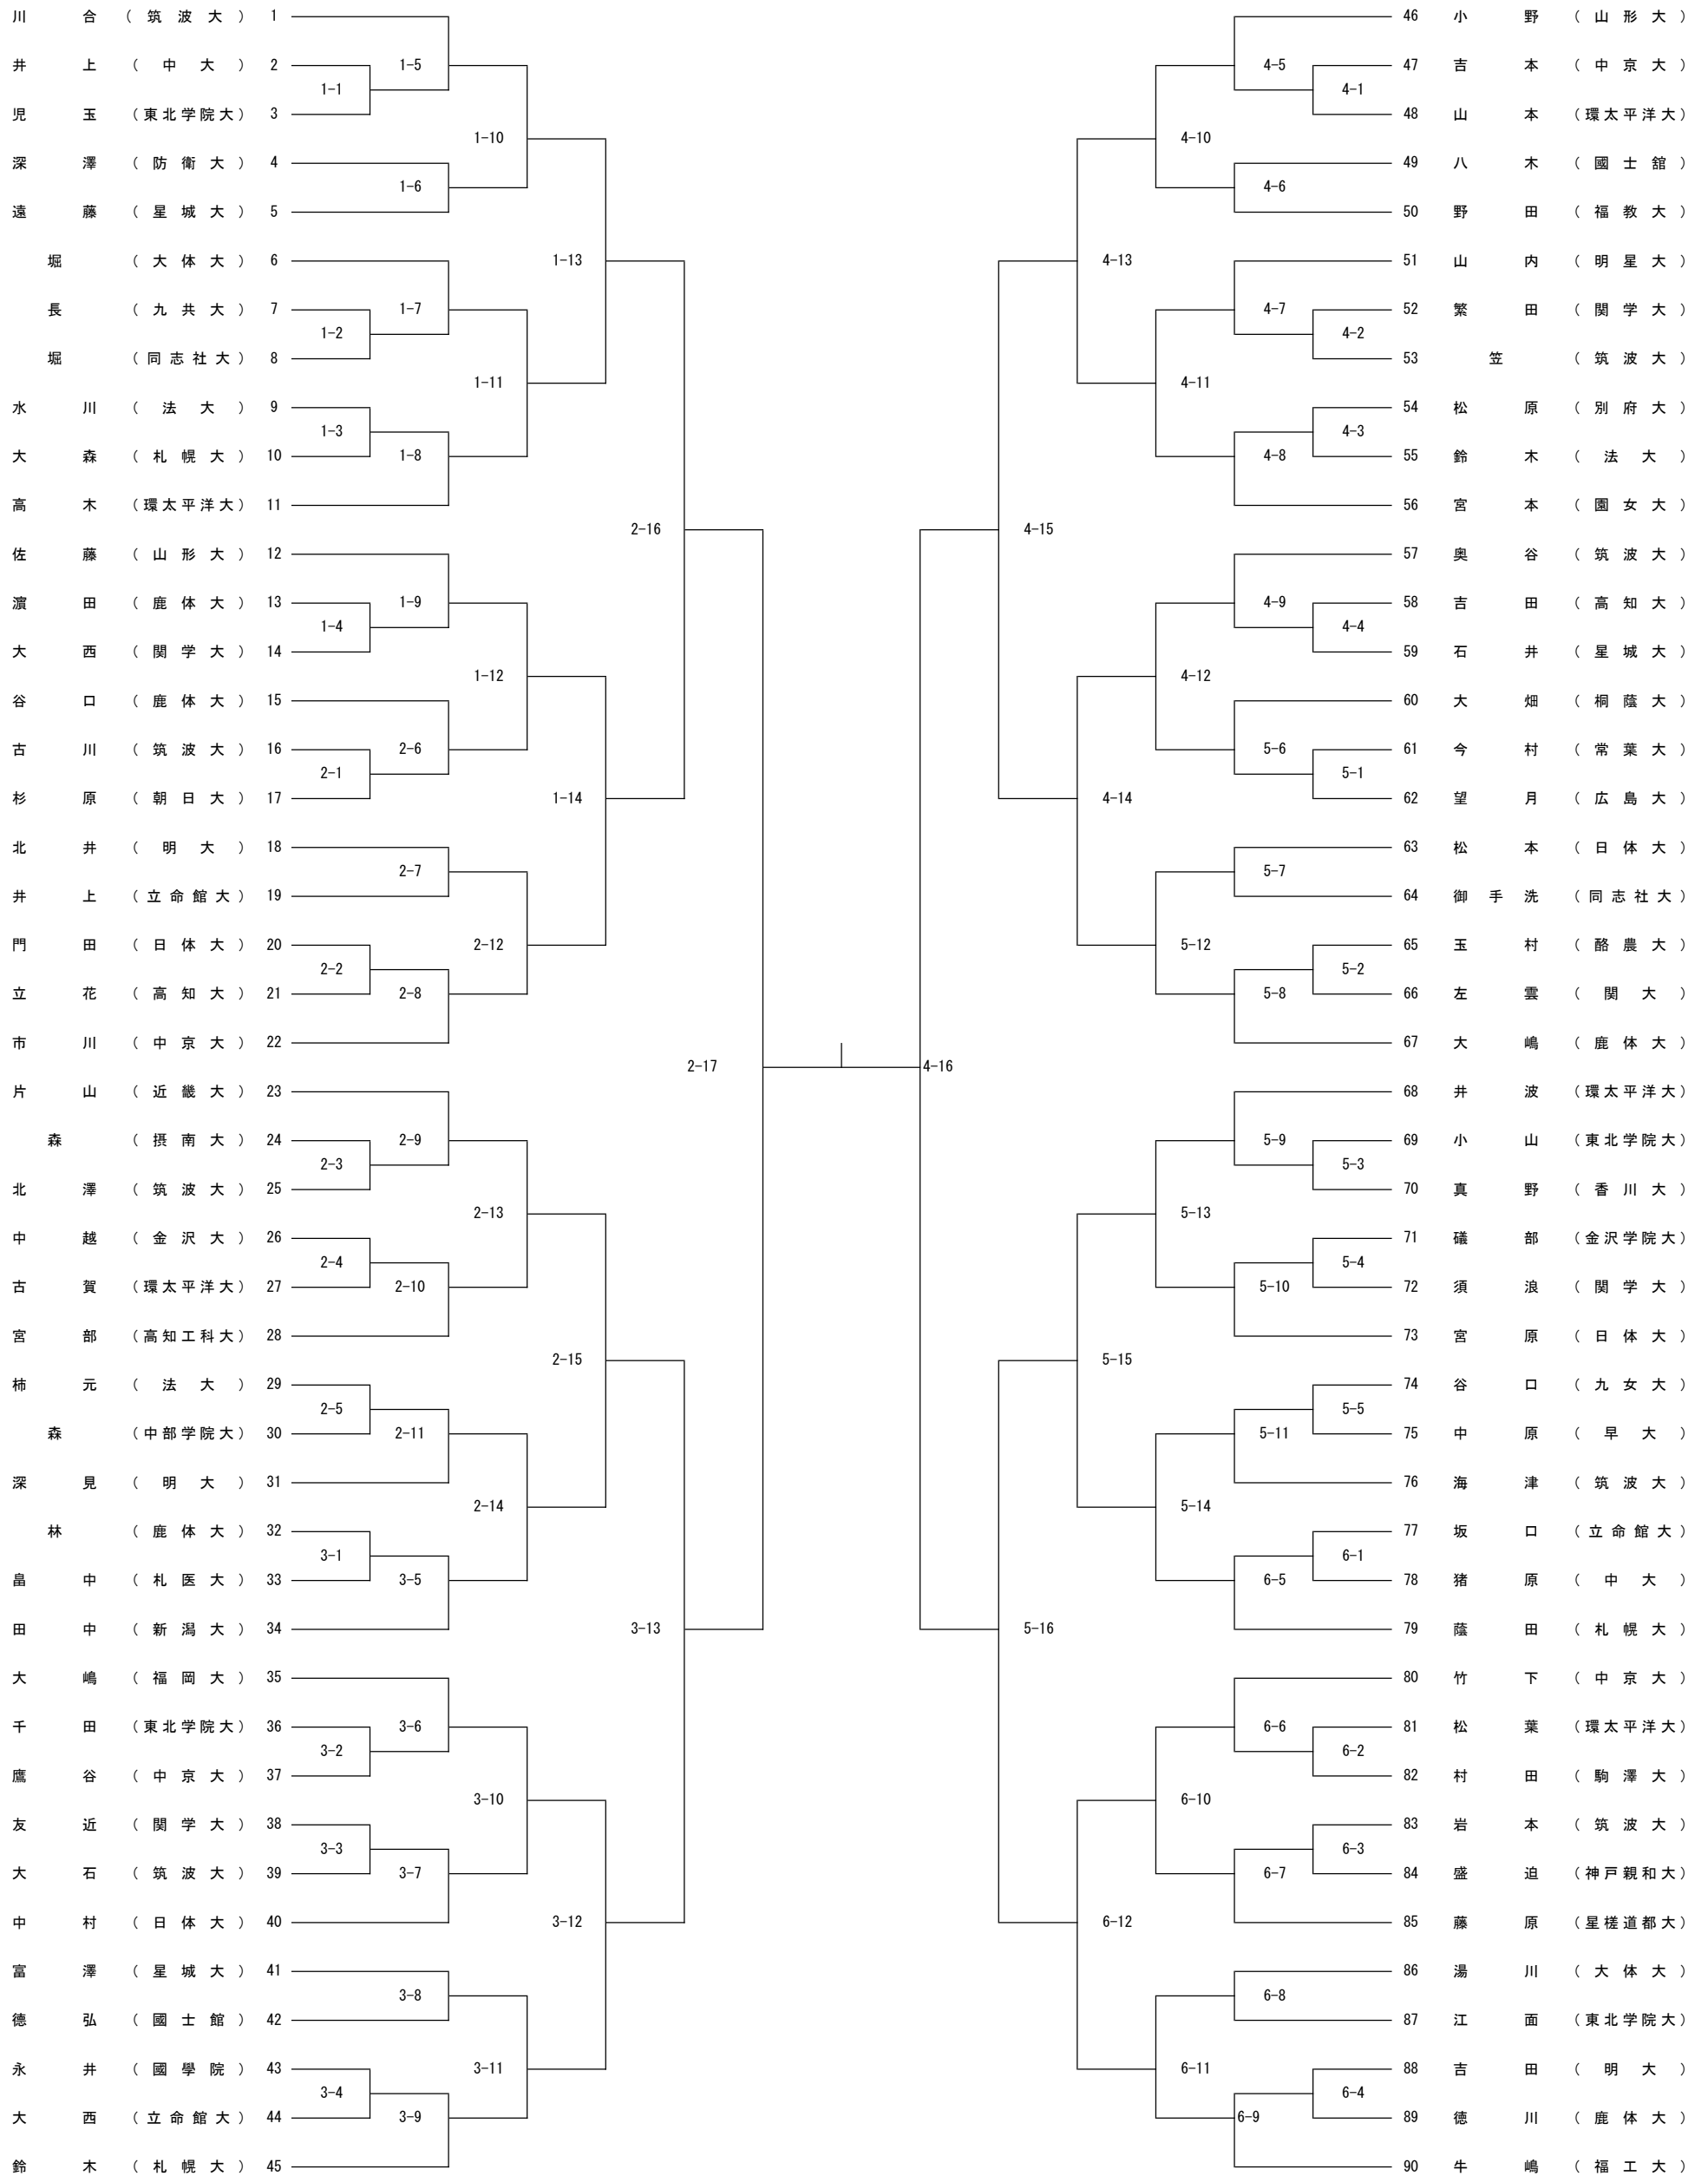 川合(筑波大) 1
井上(中大) 2
1-5
1-1
児玉(東北学院大) 3
1-10
深澤(防衛大) 4
1-6
遠藤(星城大) 5
堀(大体大) 6
1-13
長(九共大) 7
1-7
1-2
堀(同志社大) 8
1-11
水川(法大) 9
1-3
大森(札幌大) 10
1-8
高木(環太平洋大) 11
2-16
佐藤(山形大) 12
濵田(鹿体大) 13
1-9
1-4
大西(関学大) 14
1-12
谷口(鹿体大) 15
古川(筑波大) 16
2-6
2-1
杉原(朝日大) 17
1-14
北井(明大) 18
2-7
井上(立命館大) 19
門田(日体大) 20
2-12
2-2
立花(高知大) 21
2-8
市川(中京大) 22
2-17
片山(近畿大) 23
森(摂南大) 24
2-9
2-3
北澤(筑波大) 25
2-13
中越(金沢大) 26
2-4
古賀(環太平洋大) 27
2-10
宮部(高知工科大) 28
2-15
柿元(法大) 29
2-5
森(中部学院大) 30
2-11
深見(明大) 31
2-14
林(鹿体大) 32
3-1
畠中(札医大) 33
3-5
田中(新潟大) 34
3-13
大嶋(福岡大) 35
千田(東北学院大) 36
3-6
3-2
鷹谷(中京大) 37
3-10
友近(関学大) 38
3-3
大石(筑波大) 39
3-7
中村(日体大) 40
3-12
富澤(星城大) 41
3-8
德弘(國士館) 42
永井(國學院) 43
3-11
3-4
大西(立命館大) 44
3-9
鈴木(札幌大) 45
46 小野(山形大)
4-5
47 吉本(中京大)
4-1
48 山本(環太平洋大)
4-10
49 八木(國士舘)
4-6
50 野田(福教大)
4-13
51 山内(明星大)
4-7
52 繁田(関学大)
4-2
53 笠(筑波大)
4-11
54 松原(別府大)
4-3
4-8
55 鈴木(法大)
56 宮本(園女大)
4-15
57 奥谷(筑波大)
4-9
58 吉田(高知大)
4-4
59 石井(星城大)
4-12
60 大畑(桐蔭大)
5-6
61 今村(常葉大)
5-1
4-14
62 望月(広島大)
63 松本(日体大)
5-7
64 御手洗(同志社大)
5-12
65 玉村(酪農大)
5-2
5-8
66 左雲(関大)
67 大嶋(鹿体大)
4-16
68 井波(環太平洋大)
5-9
69 小山(東北学院大)
5-3
70 真野(香川大)
5-13
71 礒部(金沢学院大)
5-4
5-10
72 須浪(関学大)
73 宮原(日体大)
5-15
74 谷口(九女大)
5-5
5-11
75 中原(早大)
76 海津(筑波大)
5-14
77 坂口(立命館大)
6-1
6-5
78 猪原(中大)
79 蔭田(札幌大)
5-16
80 竹下(中京大)
6-6
81 松葉(環太平洋大)
6-2
82 村田(駒澤大)
6-10
83 岩本(筑波大)
6-3
6-7
84 盛迫(神戸親和大)
85 藤原(星槎道都大)
6-12
86 湯川(大体大)
6-8
87 江面(東北学院大)
6-11
88 吉田(明大)
6-4
6-9
89 徳川(鹿体大)
90 牛嶋(福工大)